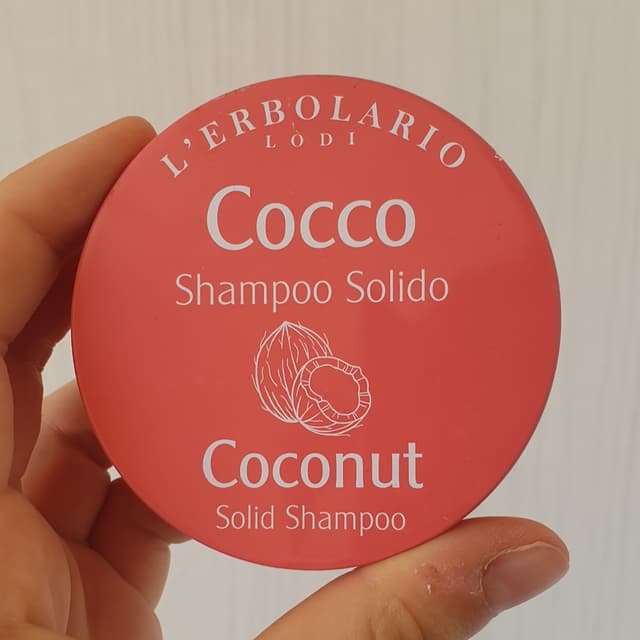 L'ERBOLARIO
LODI
Cocco
Shampoo Solido
Coconut
Solid Shampoo